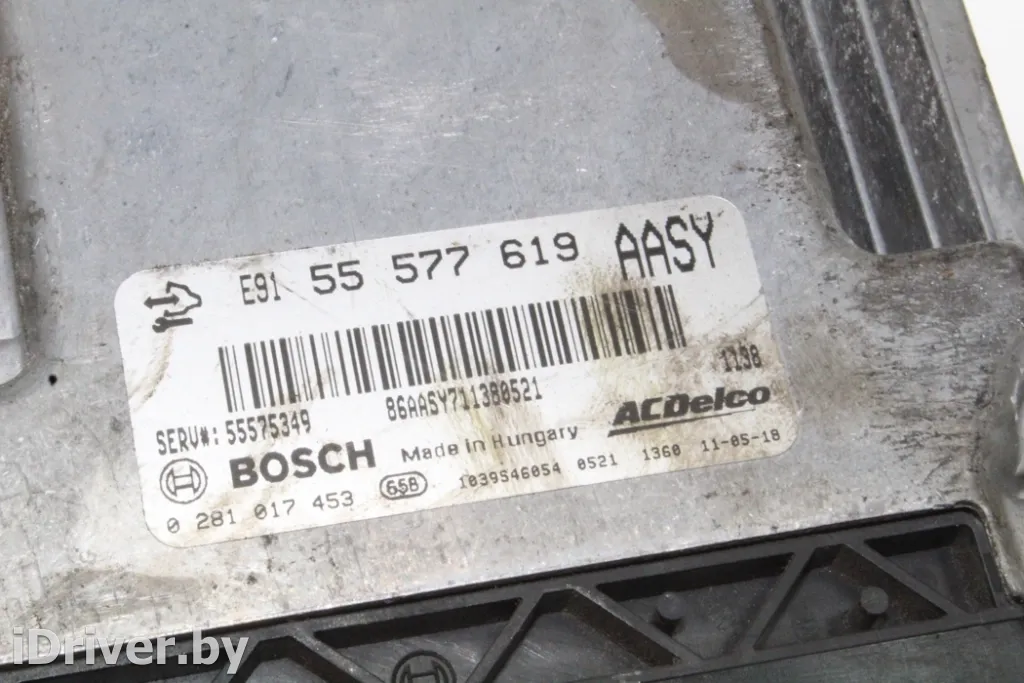 E91 55 577 619 AASY
1138
86AASY711380521
SERV#: 55575349
ACDelco
BOSCH Made in Hungary
0 281 017 453 658 1039S46054 0521 1360 11-05-18
iDriver.by